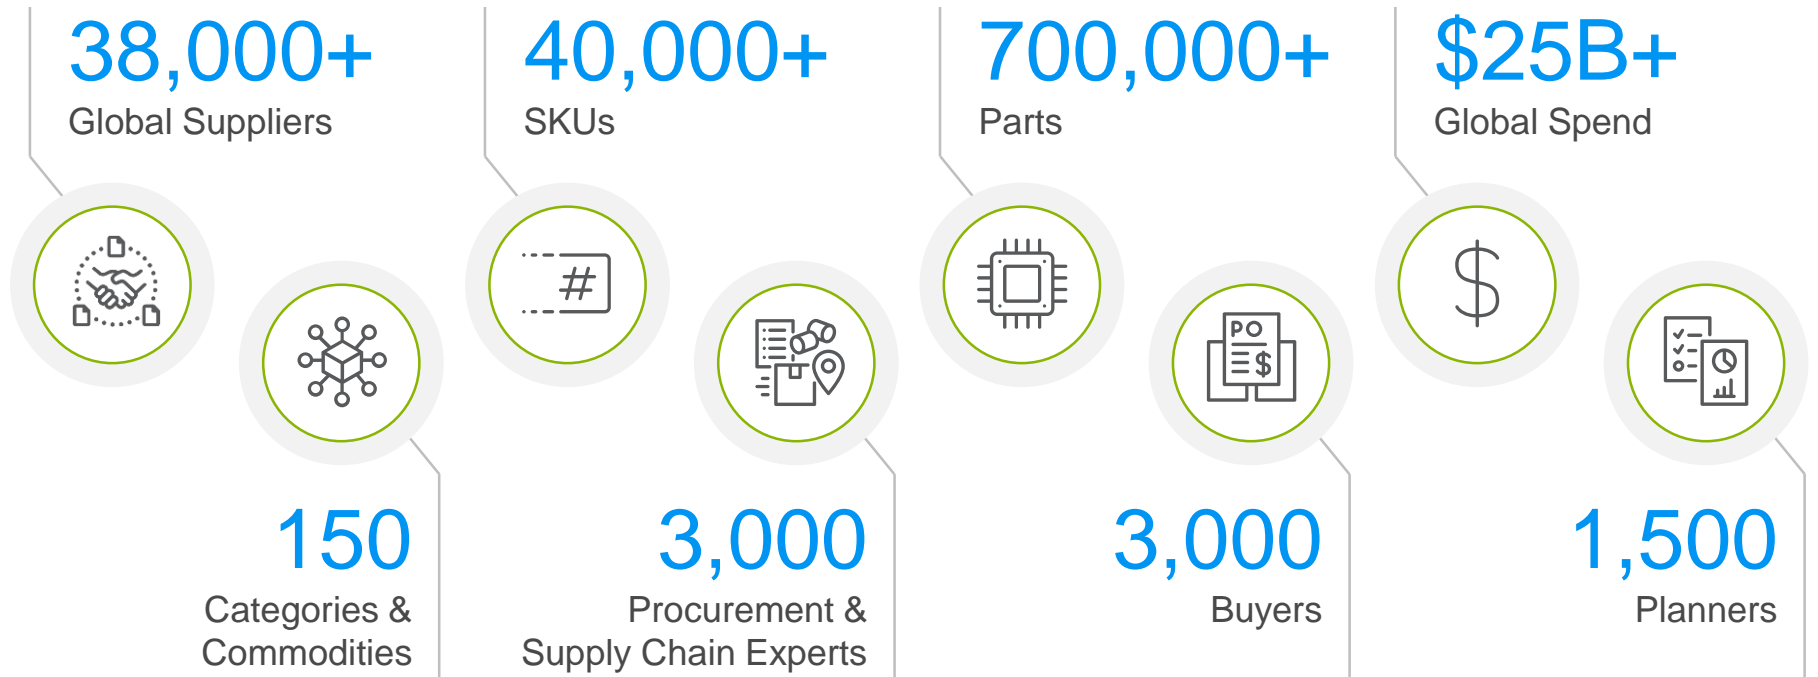 38,000+
Global Suppliers
40,000+
SKUs
700,000+
Parts
$25B+
Global Spend
#
PO
$
$
150
Categories &
Commodities
3,000
Procurement &
Supply Chain Experts
3,000
Buyers
1,500
Planners